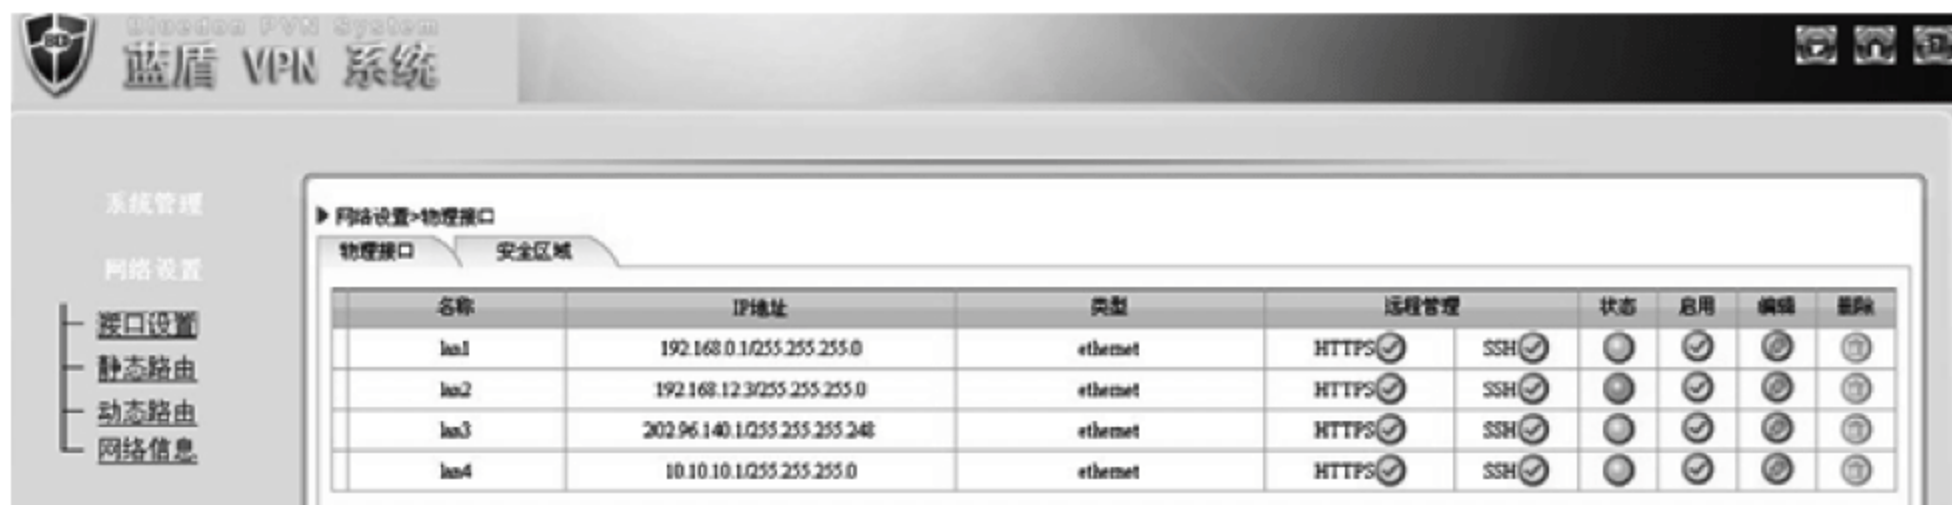 Bluedon PVN System
蓝盾 VPN 系统
系统管理
网络设置
接口设置
静态路由
动态路由
网络信息
网络设置>物理接口
物理接口 安全区域
名称 IP地址 类型 远程管理 状态 启用 编辑 删除
lan1 192.168.0.1/255.255.255.0 ethernet HTTPS SSH
lan2 192.168.12.3/255.255.255.0 ethernet HTTPS SSH
lan3 202.96.140.1/255.255.255.248 ethernet HTTPS SSH
lan4 10.10.10.1/255.255.255.0 ethernet HTTPS SSH